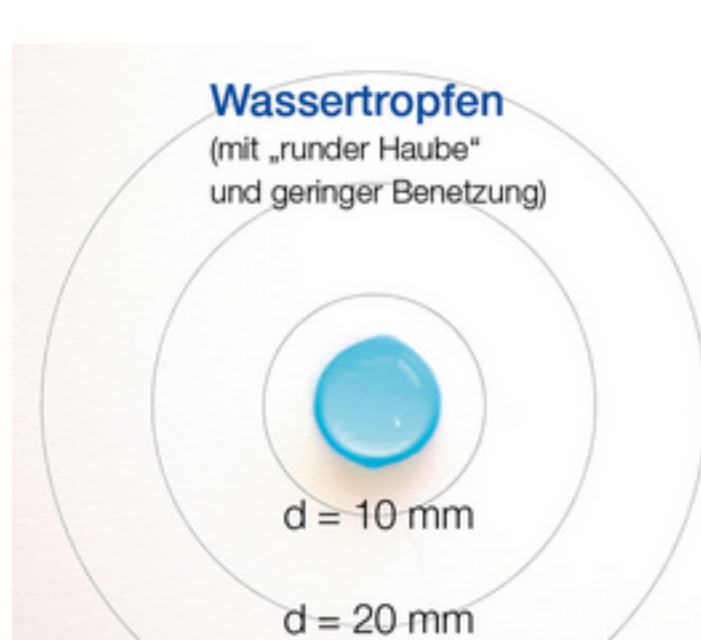 Wassertropfen
(mit „runder Haube“
und geringer Benetzung)
d = 10 mm
d = 20 mm